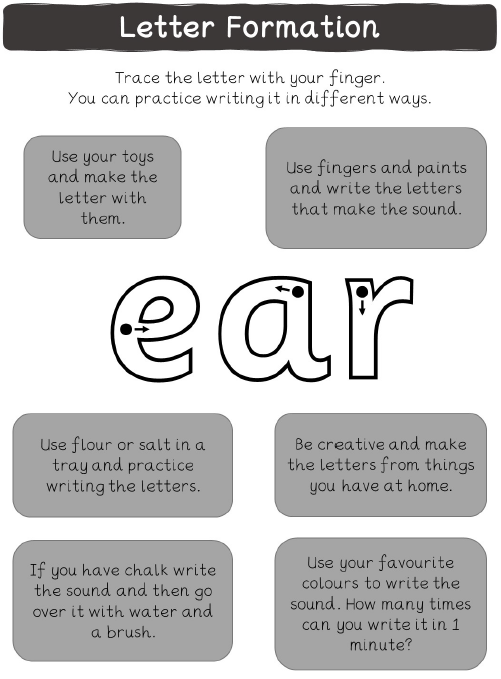 Letter Formation
Trace the letter with your finger.
You can practice writing it in different ways.
Use your toys
and make the
letter with
them.
Use fingers and paints
and write the letters
that make the sound.
ear
Use flour or salt in a
tray and practice
writing the letters.
Be creative and make
the letters from things
you have at home.
If you have chalk write
the sound and then go
over it with water and
a brush.
Use your favourite
colours to write the
sound. How many times
can you write it in 1
minute?